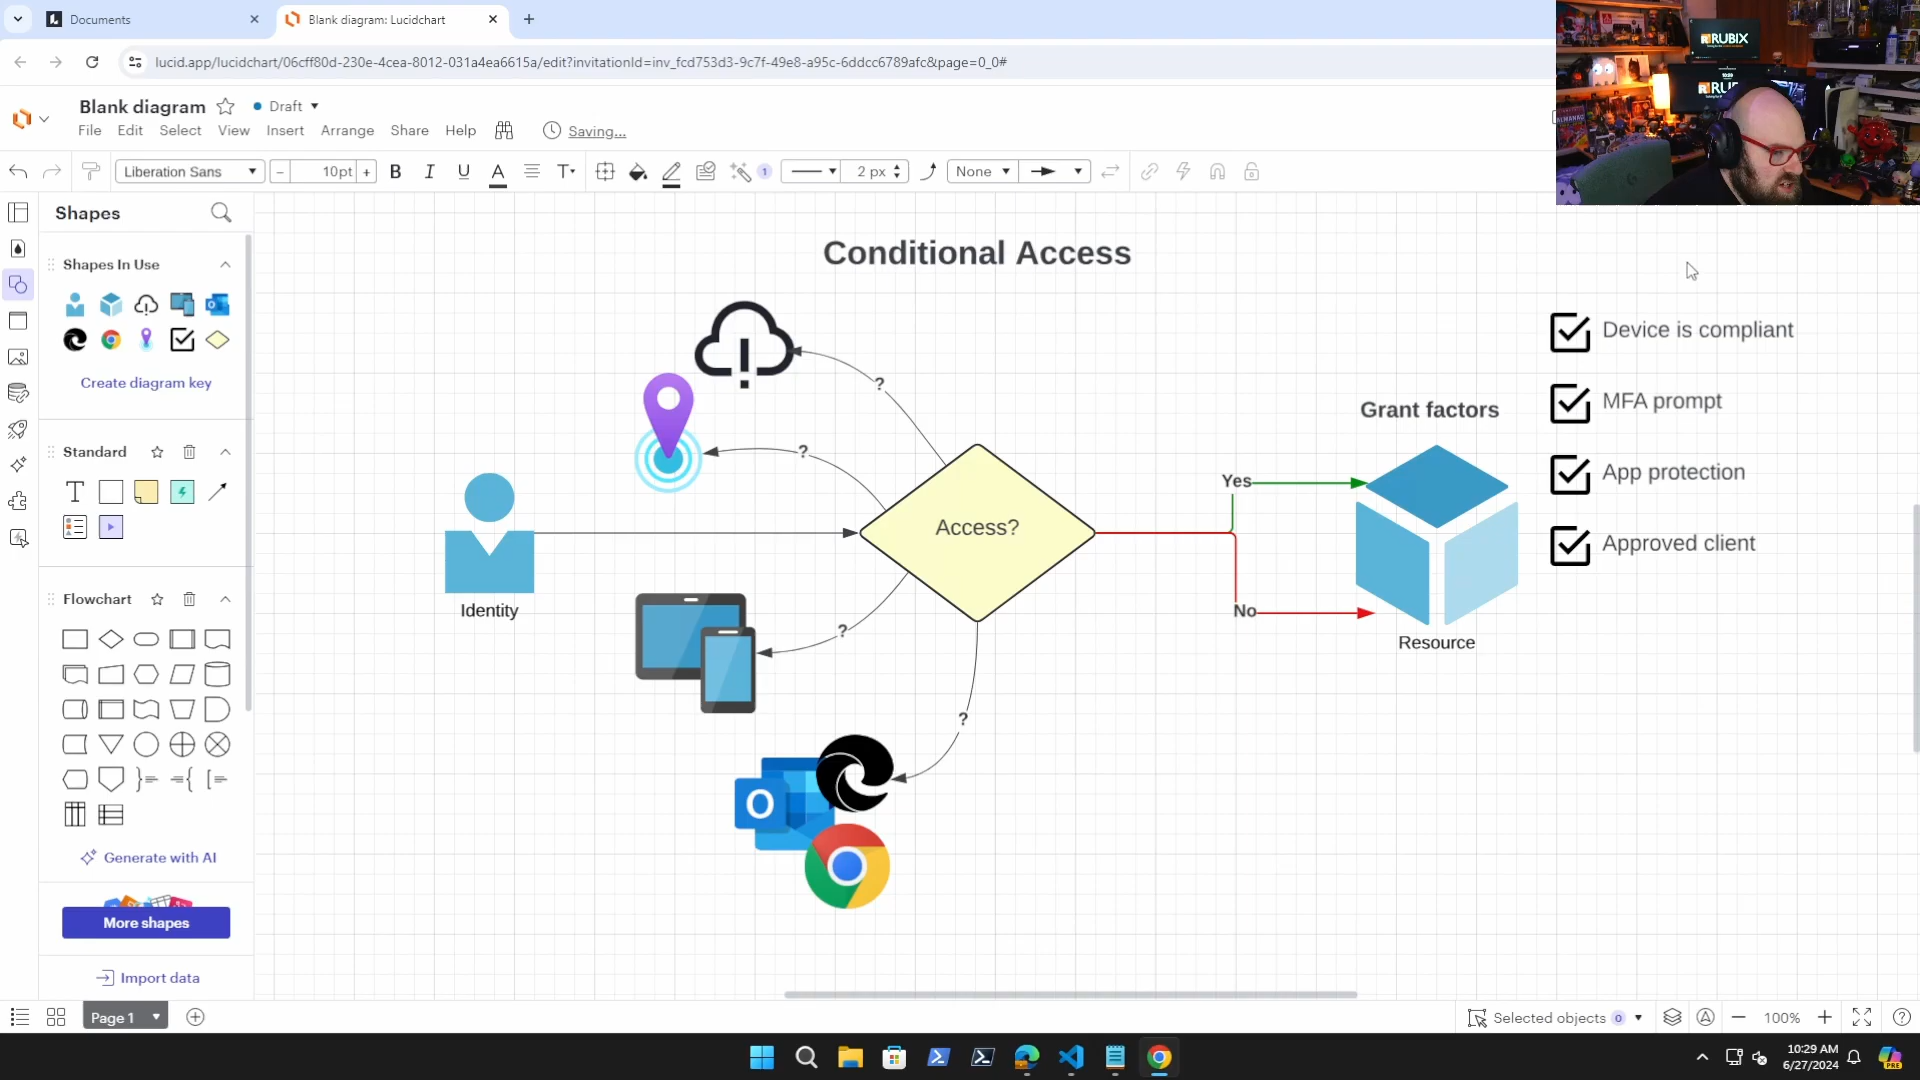 Documents
Blank diagram: Lucidchart
lucid.app/lucidchart/06cff80d-230e-4cea-8012-031a4ea6615a/edit?invitationId=inv_fcd753d3-9c7f-49e8-a95c-6ddcc6789afc&page=0_0#
RUBIX
Blank diagram
Draft
File Edit Select View Insert Arrange Share Help Saving...
Liberation Sans
10pt
B I U A T
1
2 px
None
Shapes
Shapes In Use
Create diagram key
Standard
T
Flowchart
Generate with AI
More shapes
Import data
Conditional Access
?
?
Identity
Access?
?
?
O
Yes
No
Grant factors
Resource
Device is compliant
MFA prompt
App protection
Approved client
Page 1
Selected objects 0
100%
10:29 AM
6/27/2024
PRE